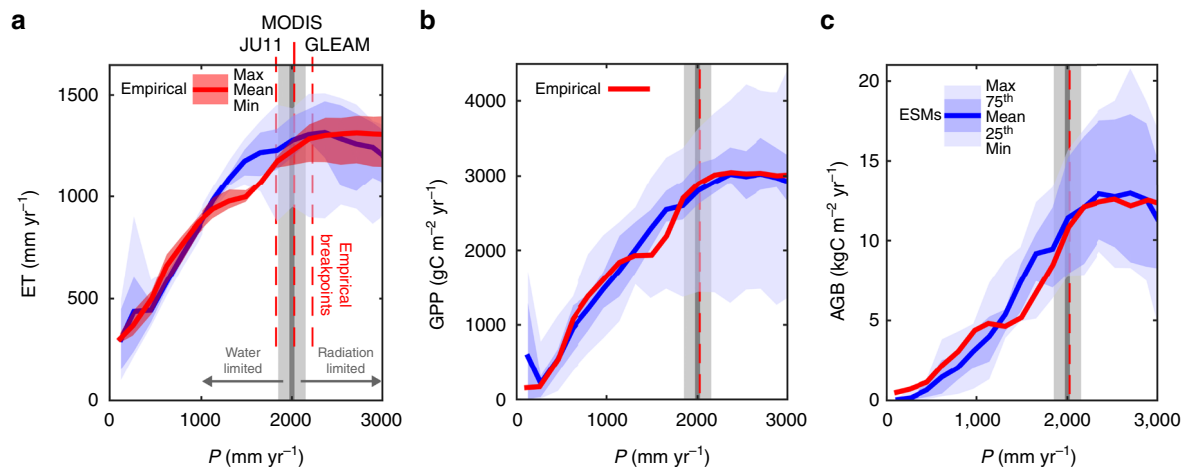 a
MODIS
JU11 GLEAM
Empirical
Max
Mean
Min
1500
1000
500
0
ET (mm yr⁻¹)
Empirical
breakpoints
Water
limited
Radiation
limited
0 1000 2000 3000
P (mm yr⁻¹)
b
Empirical
4000
3000
2000
1000
0
GPP (gC m⁻² yr⁻¹)
0 1000 2000 3000
P (mm yr⁻¹)
c
ESMs
Max
75th
Mean
25th
Min
20
15
10
5
0
AGB (kgC m⁻² yr⁻¹)
0 1,000 2,000 3,000
P (mm yr⁻¹)